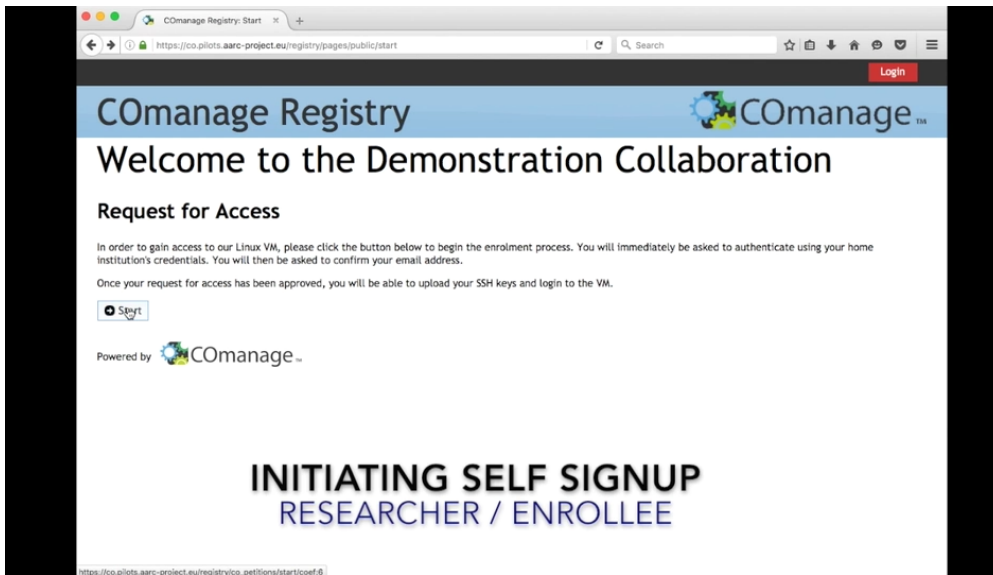 COmanage Registry: Start
https://co.pilots.aarc-project.eu/registry/pages/public/start
Search
Login
COmanage Registry
COmanage TM
Welcome to the Demonstration Collaboration
Request for Access
In order to gain access to our Linux VM, please click the button below to begin the enrolment process. You will immediately be asked to authenticate using your home
institution's credentials. You will then be asked to confirm your email address.
Once your request for access has been approved, you will be able to upload your SSH keys and login to the VM.
Start
Powered by COmanage TM
INITIATING SELF SIGNUP
RESEARCHER / ENROLLEE
https://co.pilots.aarc-project.eu/registry/co_petitions/start/coef:6